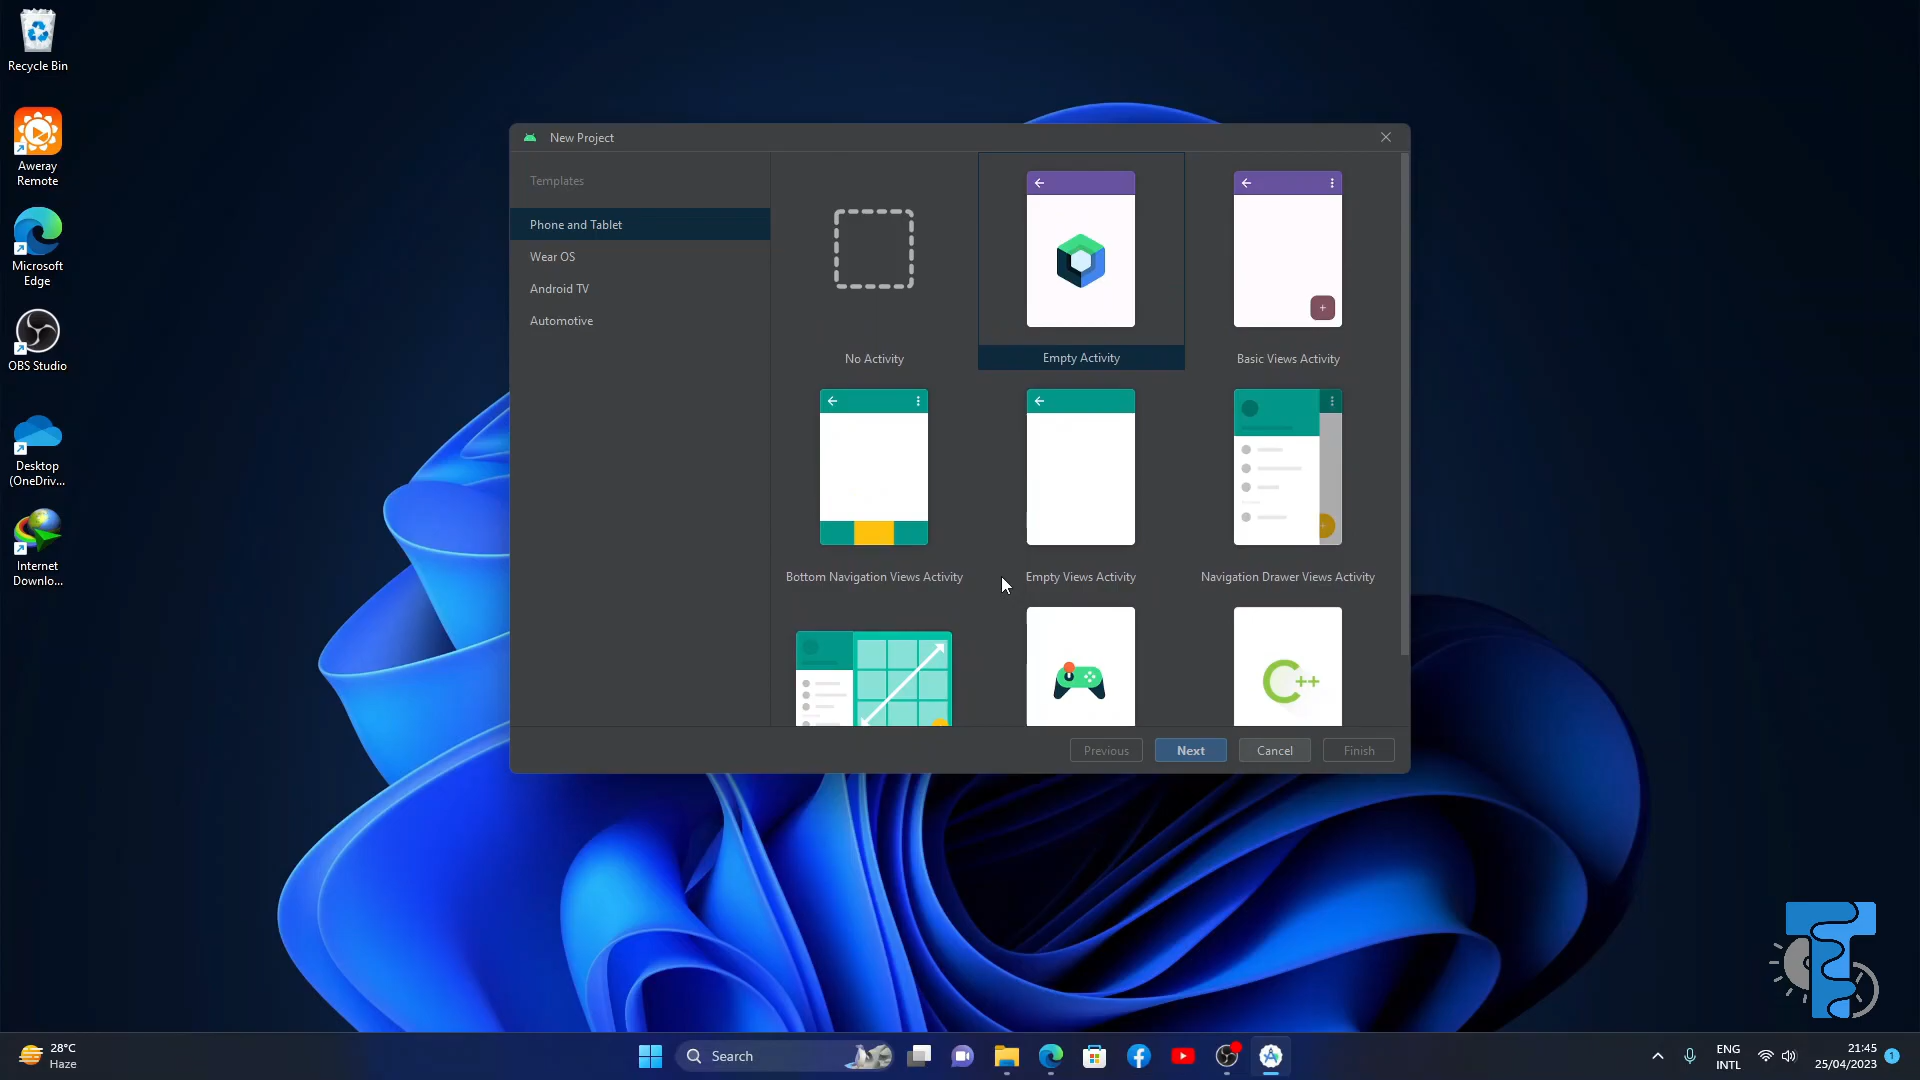 Recycle Bin
Aweray
Remote
Microsoft
Edge
OBS Studio
Desktop
(OneDriv...
Internet
Downlo...
New Project
Templates
Phone and Tablet
Wear OS
Android TV
Automotive
No Activity
Empty Activity
Basic Views Activity
Bottom Navigation Views Activity
Empty Views Activity
Navigation Drawer Views Activity
C++
Previous
Next
Cancel
Finish
28°C
Haze
Search
ENG
INTL
21:45
25/04/2023
1